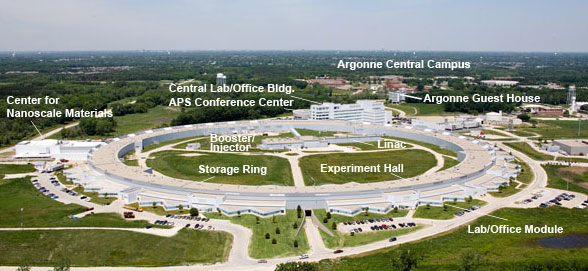 Argonne Central Campus
Central Lab/Office Bldg.
APS Conference Center
Argonne Guest House
Center for
Nanoscale Materials
Booster/
Injector
Linac
Storage Ring
Experiment Hall
Lab/Office Module